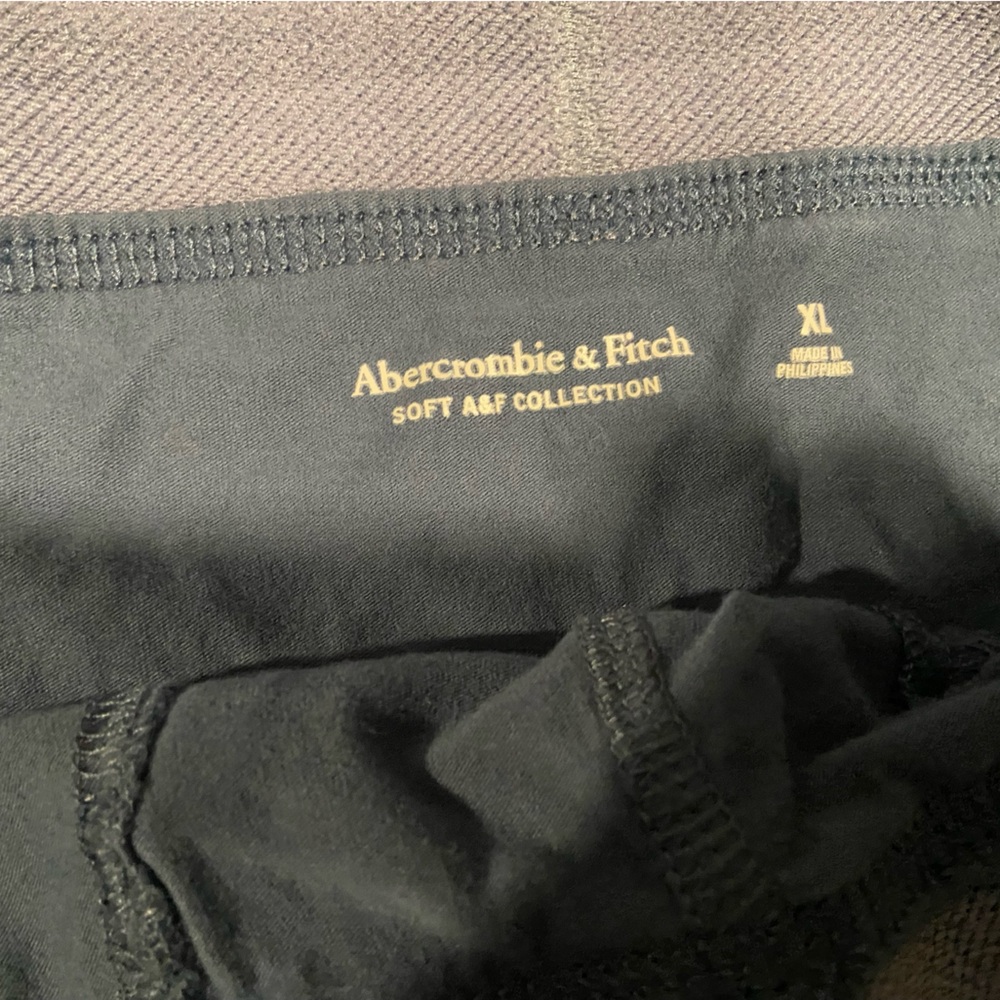 Abercrombie & Fitch
SOFT A&F COLLECTION
XL
MADE IN
PHILIPPINES